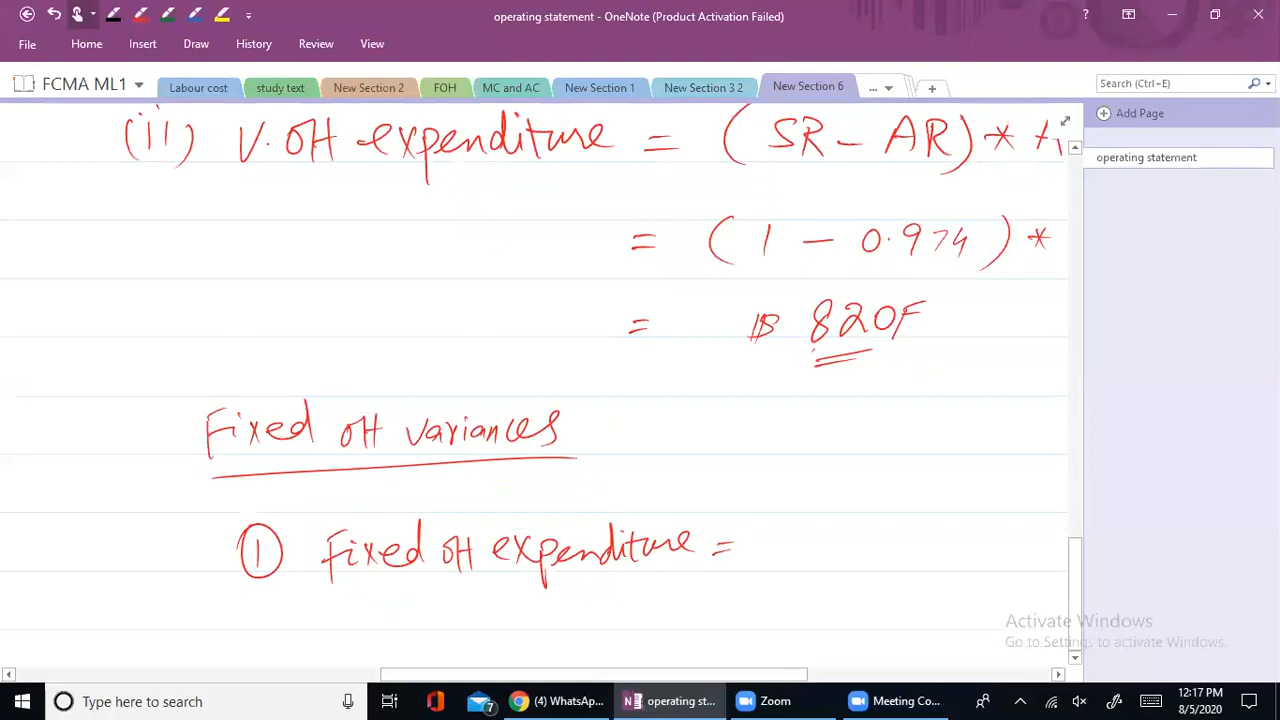 operating statement - OneNote (Product Activation Failed)
File Home Insert Draw History Review View
FCMA ML1 Labour cost study text New Section 2 FOH MC and AC New Section 1 New Section 3 2 New Section 6 ... Search (Ctrl+E)
Add Page
operating statement
(iii) V.OH expenditure = (SR - AR) *
= (1 - 0.974) *
= 820F
Fixed OH variances
① Fixed OH expenditure =
Activate Windows
Go to Settings to activate Windows.
Type here to search 7 (4) WhatsAp... operating sta... Zoom Meeting Co... 12:17 PM
8/5/2020